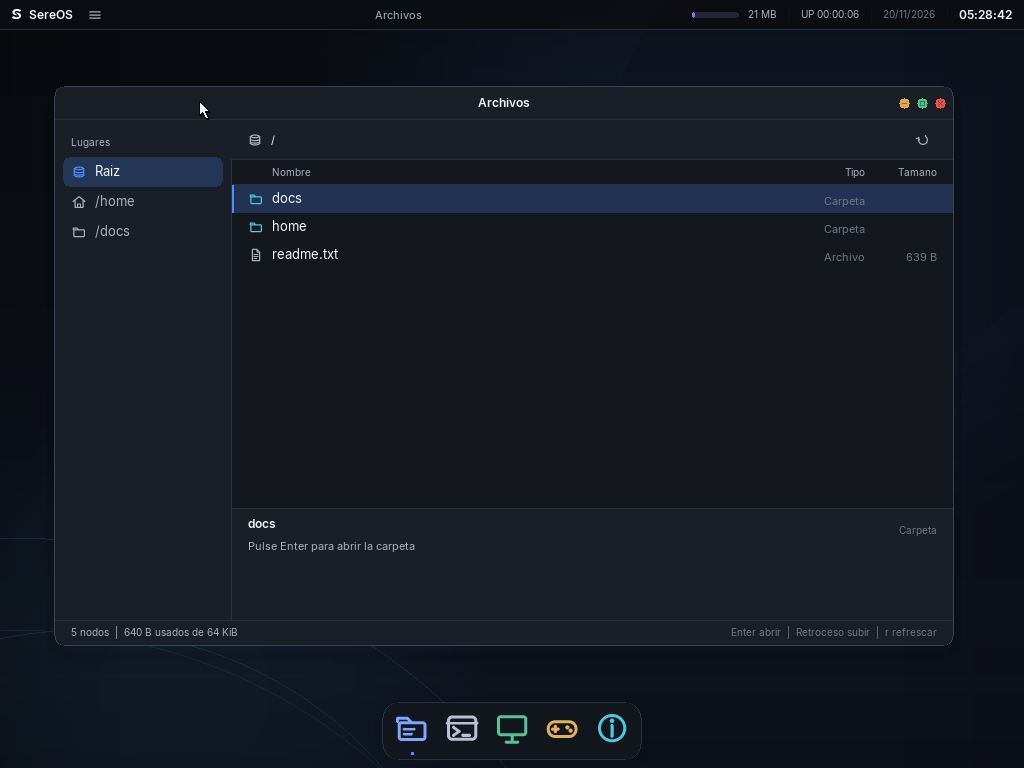 SereOS Archivos 21 MB UP 00:00:06 20/11/2026 05:28:42
Archivos
Lugares
/
Raiz
Nombre Tipo Tamano
/home
docs Carpeta
/docs
home Carpeta
readme.txt Archivo 639 B
docs Carpeta
Pulse Enter para abrir la carpeta
5 nodos | 640 B usados de 64 KiB Enter abrir | Retroceso subir | r refrescar